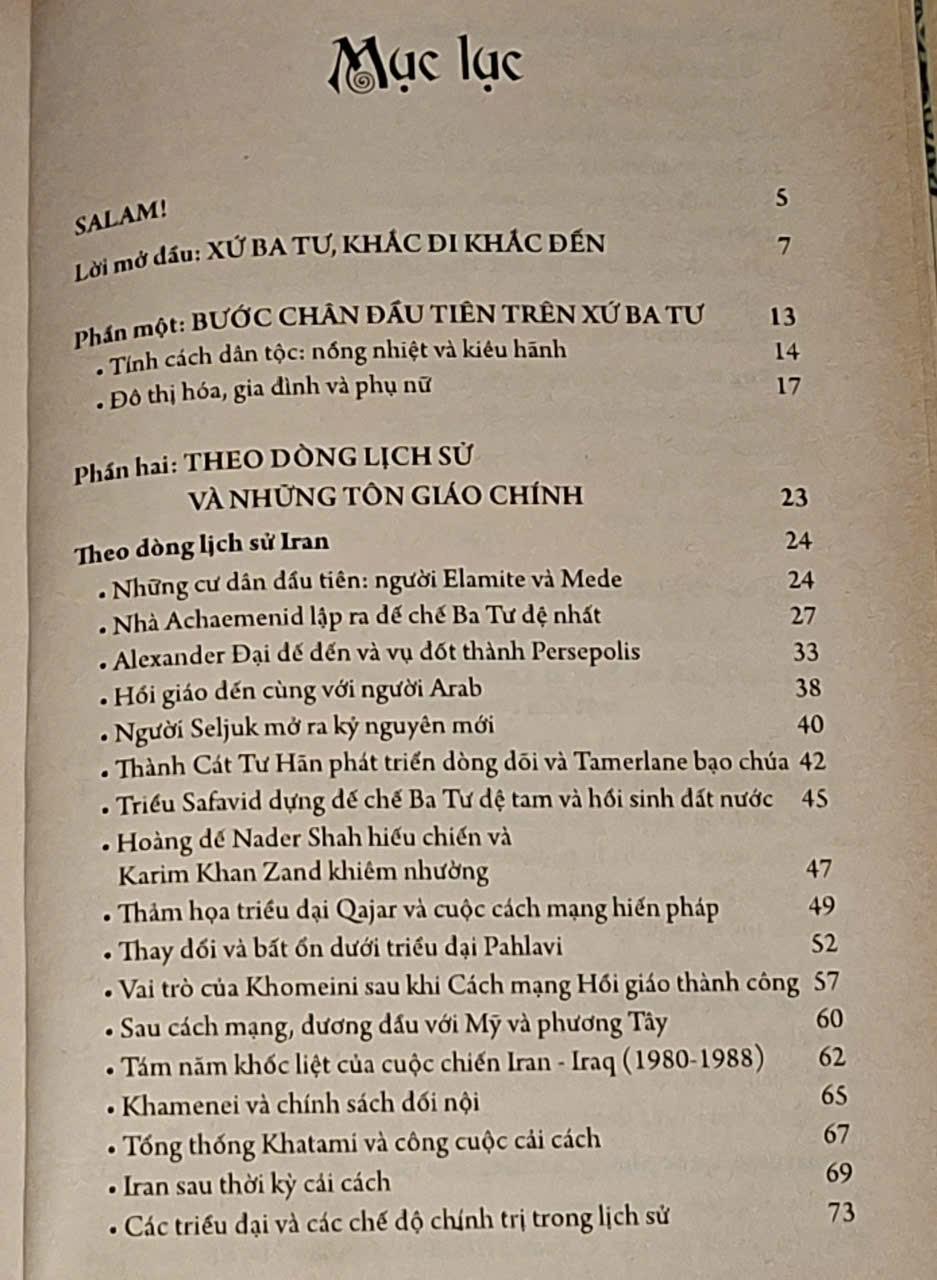 Mục lục
SALAM! 5
Lời mở đầu: XỨ BA TƯ, KHÁC ĐI KHÁC ĐẾN 7
Phần một: BƯỚC CHÂN ĐẦU TIÊN TRÊN XỨ BA TƯ 13
• Tính cách dân tộc: nồng nhiệt và kiêu hãnh 14
• Đô thị hóa, gia đình và phụ nữ 17
Phần hai: THEO DÒNG LỊCH SỬ
VÀ NHỮNG TÔN GIÁO CHÍNH 23
Theo dòng lịch sử Iran 24
• Những cư dân đầu tiên: người Elamite và Mede 24
• Nhà Achaemenid lập ra đế chế Ba Tư đệ nhất 27
• Alexander Đại đế đến và vụ đốt thành Persepolis 33
• Hồi giáo đến cùng với người Arab 38
• Người Seljuk mở ra kỷ nguyên mới 40
• Thành Cát Tư Hãn phát triển dòng dõi và Tamerlane bạo chúa 42
• Triều Safavid dựng đế chế Ba Tư đệ tam và hồi sinh đất nước 45
• Hoàng đế Nader Shah hiếu chiến và
Karim Khan Zand khiêm nhường 47
• Thảm họa triều đại Qajar và cuộc cách mạng hiến pháp 49
• Thay đổi và bất ổn dưới triều đại Pahlavi 52
• Vai trò của Khomeini sau khi Cách mạng Hồi giáo thành công 57
• Sau cách mạng, đương đầu với Mỹ và phương Tây 60
• Tám năm khốc liệt của cuộc chiến Iran - Iraq (1980-1988) 62
• Khamenei và chính sách đối nội 65
• Tổng thống Khatami và công cuộc cải cách 67
• Iran sau thời kỳ cải cách 69
• Các triều đại và các chế độ chính trị trong lịch sử 73